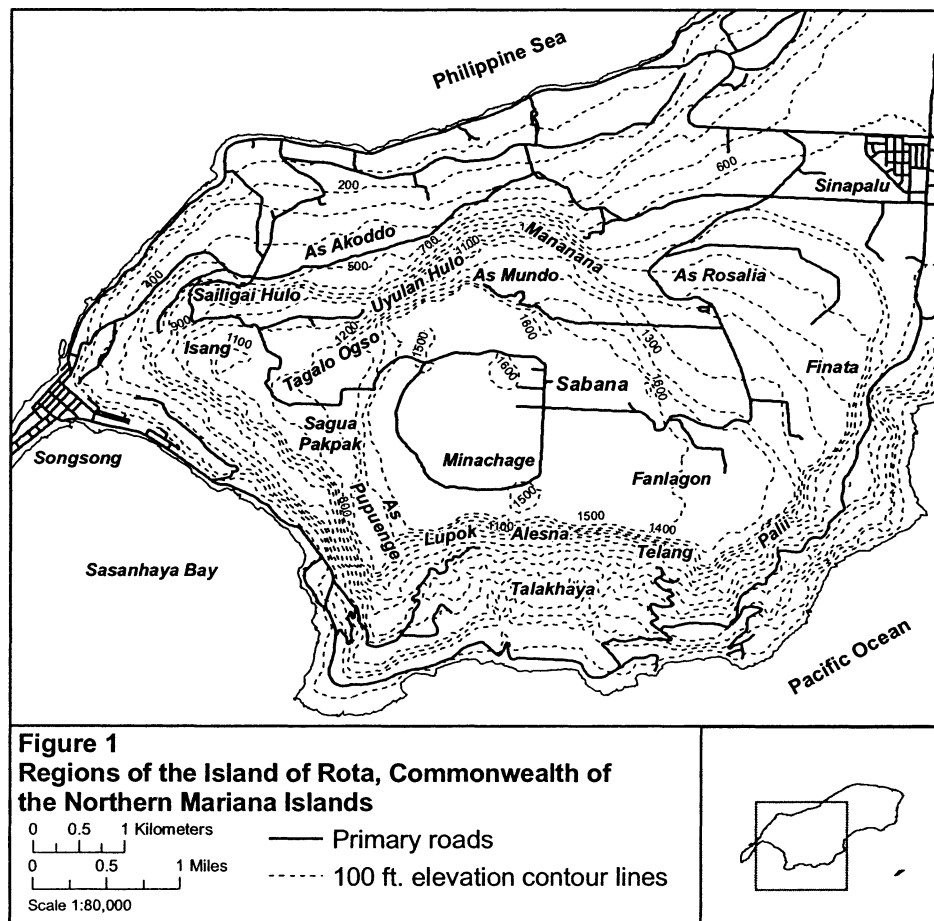 Philippine Sea
600
Sinapalu
200
As Akoddo
700
1100
Mananana
400
500
Uyulan Hulo
As Mundo
As Rosalia
Sailigai Hulo
900
1200
1600
1300
Isang
1100
1500
Tagalo Ogso
1600
Sabana
Finata
Sagua
Pakpak
Songsong
Minachage
Fanlagon
800
As
Pupuenge
1500
Lupok
1100
Alesna
1500
1400
Telang
Palii
Sasanhaya Bay
Talakhaya
Pacific Ocean
Figure 1
Regions of the Island of Rota, Commonwealth of
the Northern Mariana Islands
0 0.5 1 Kilometers
Primary roads
0 0.5 1 Miles
100 ft. elevation contour lines
Scale 1:80,000